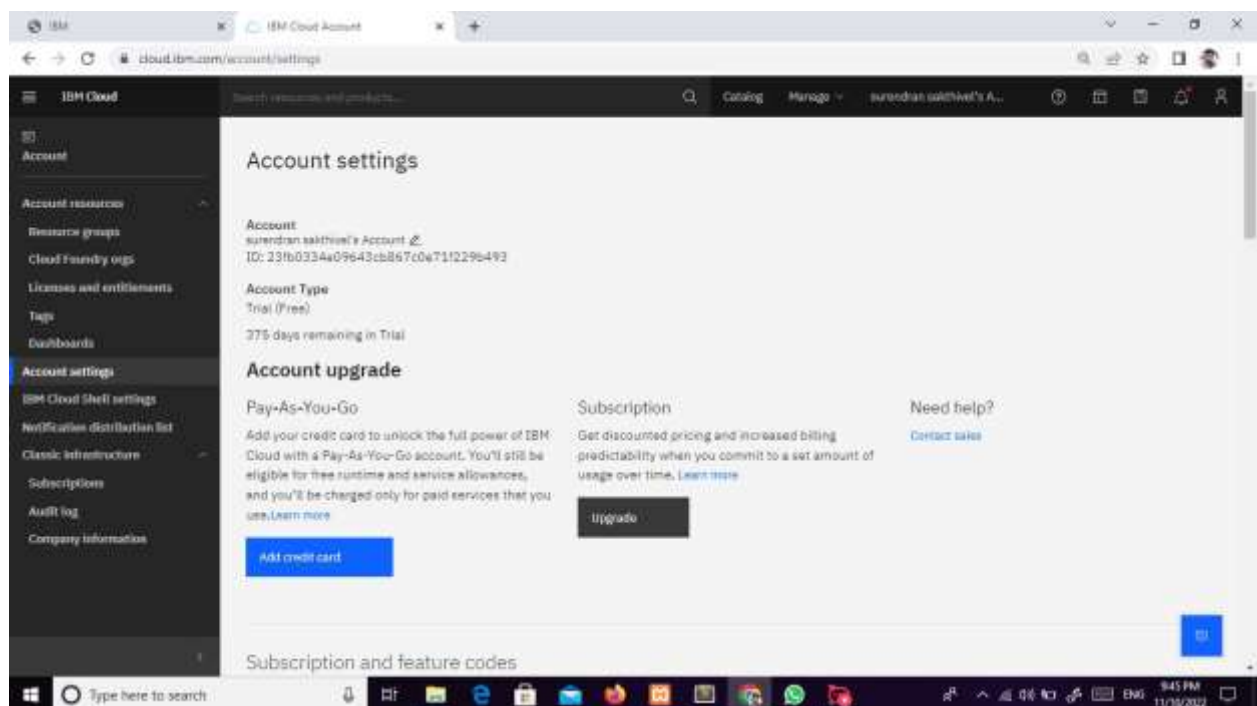 IBM
IBM Cloud Account
cloud.ibm.com/account/settings
IBM Cloud
Search resources and products...
Catalog
Manage
surendran sakthivel's A...
Account
Account resources
Resource groups
Cloud Foundry orgs
Licenses and entitlements
Tags
Dashboards
Account settings
IBM Cloud Shell settings
Notification distribution list
Classic Infrastructure
Subscriptions
Audit log
Company information
Account settings
Account
surendran sakthivel's Account
ID: 23fb0334e09643cb867c0e71f229b493
Account Type
Trial (Free)
375 days remaining in Trial
Account upgrade
Pay-As-You-Go
Add your credit card to unlock the full power of IBM
Cloud with a Pay-As-You-Go account. You'll still be
eligible for free runtime and service allowances,
and you'll be charged only for paid services that you
use.Learn more
Add credit card
Subscription
Get discounted pricing and increased billing
predictability when you commit to a set amount of
usage over time. Learn more
Upgrade
Need help?
Contact sales
Subscription and feature codes
Type here to search
ENG
9:45 PM
11/10/2022